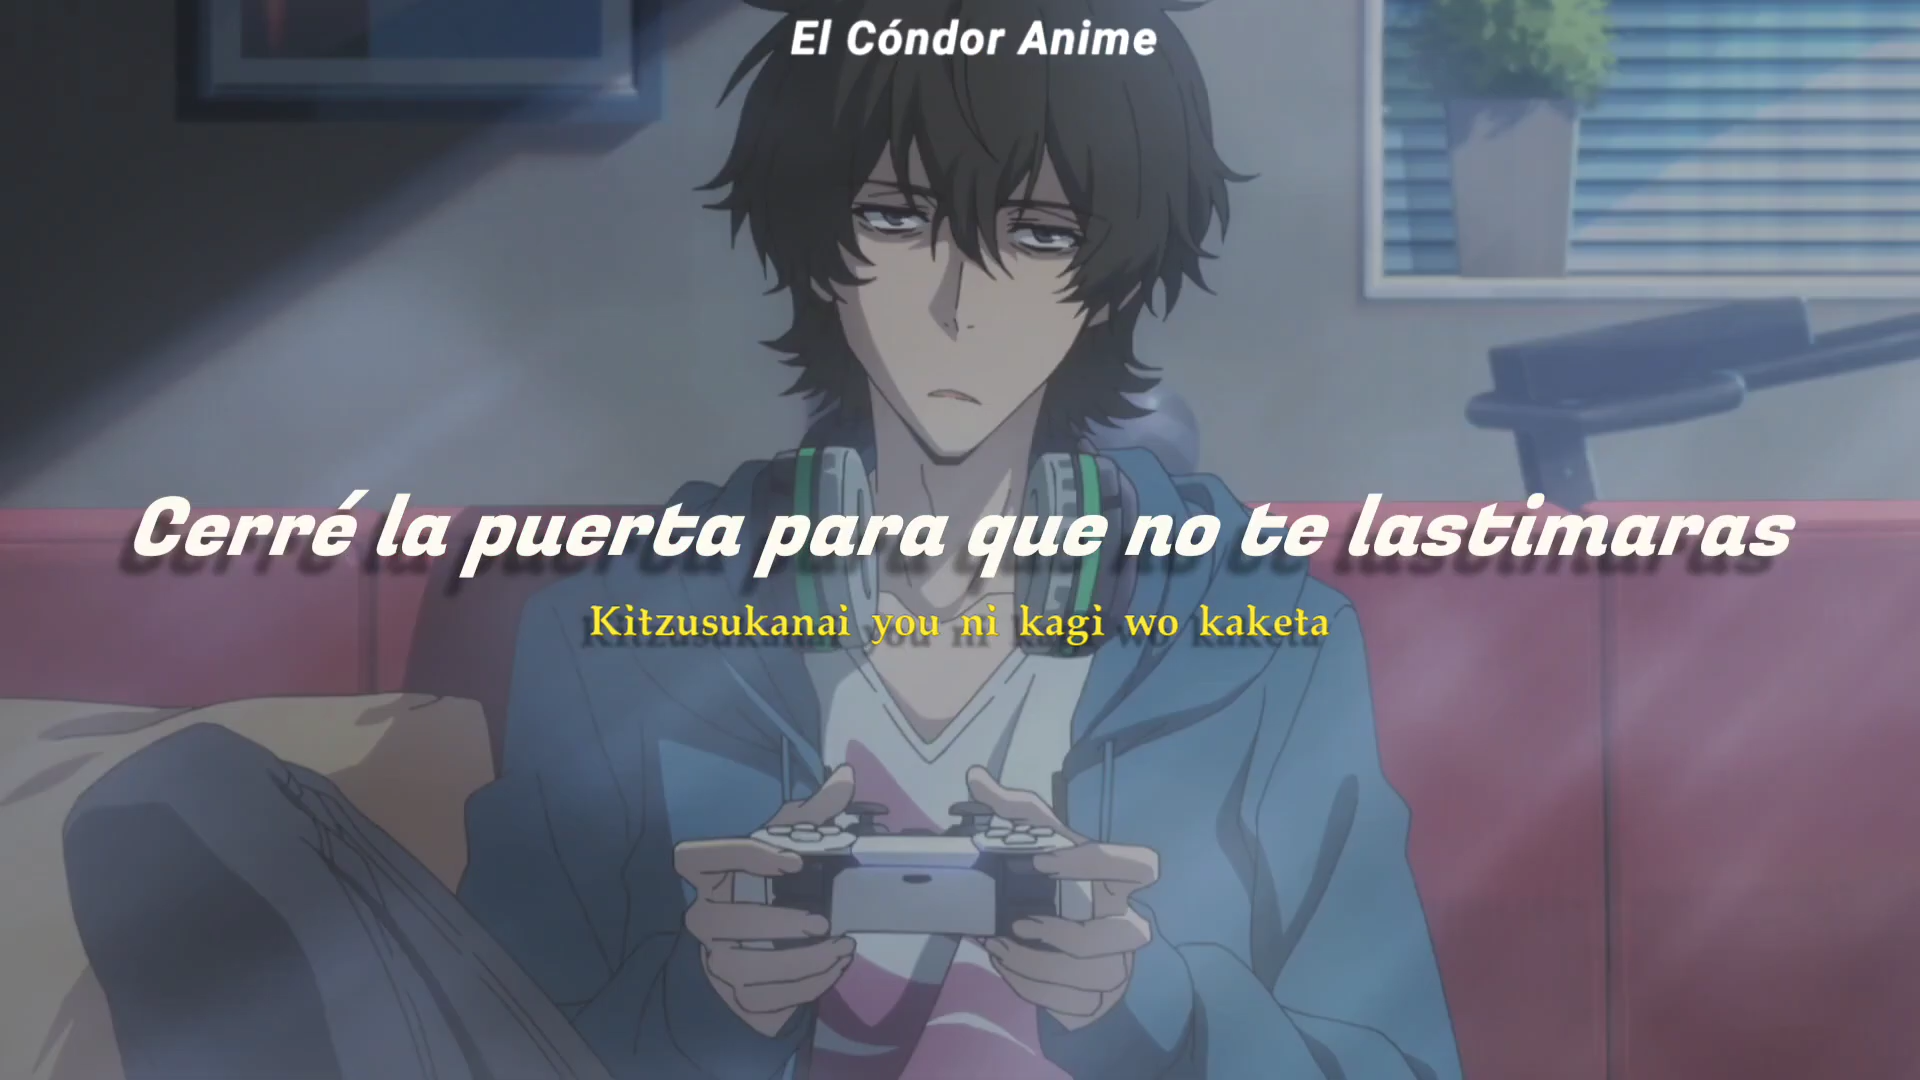 El Cóndor Anime
Cerré la puerta para que no te lastimaras
Kitzusukanai you ni kagi wo kaketa